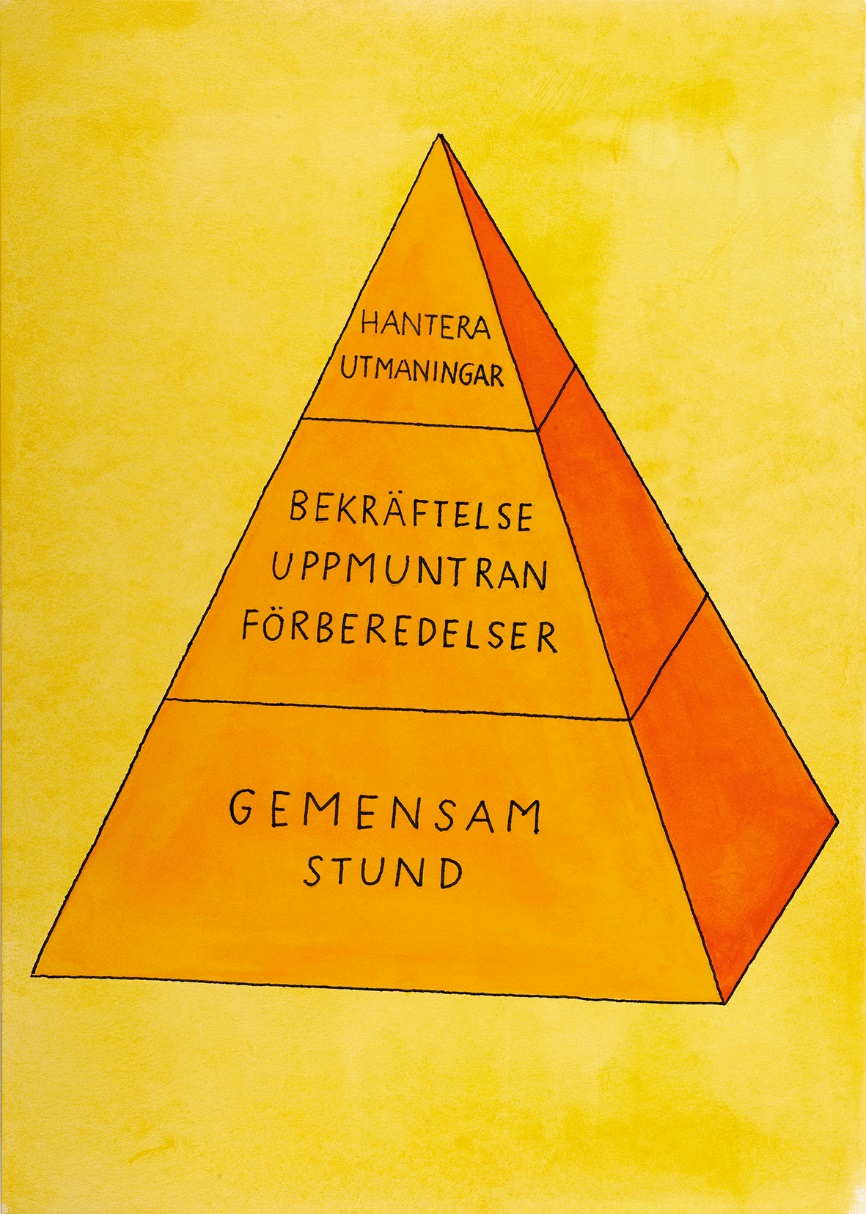 HANTERA
UTMANINGAR
BEKRÄFTELSE
UPPMUNTRAN
FÖRBEREDELSER
GEMENSAM
STUND